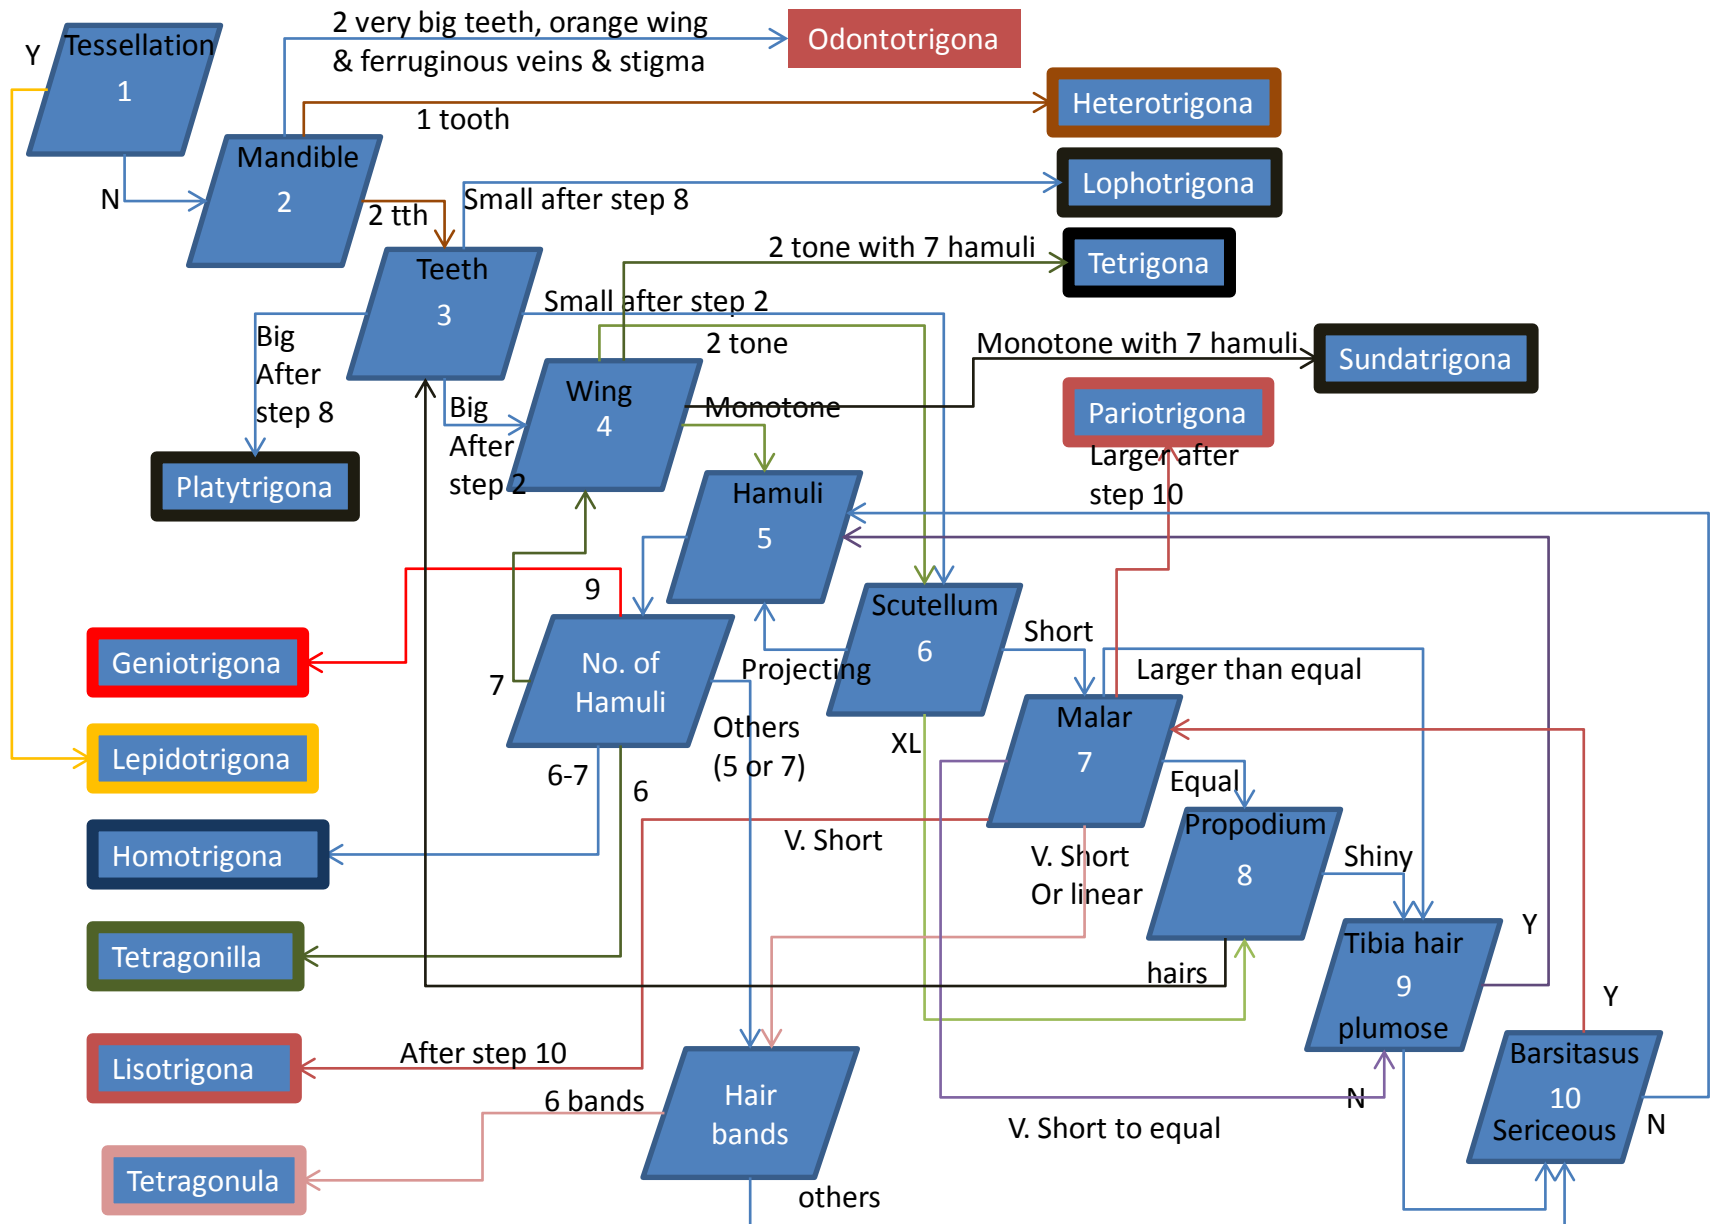 Y
Tessellation
1
N
2 very big teeth, orange wing
& ferruginous veins & stigma
Odontotrigona
1 tooth
Heterotrigona
Mandible
2
2 tth
Small after step 8
Lophotrigona
Teeth
3
2 tone with 7 hamuli
Tetrigona
Small after step 2
Big
After
step 8
2 tone
Monotone with 7 hamuli
Sundatrigona
Big
After
step 2
Wing
4
Monotone
Pariotrigona
Larger after
step 10
Platytrigona
Hamuli
5
9
Scutellum
6
Short
Geniotrigona
7
No. of
Hamuli
Projecting
Larger than equal
Others
(5 or 7)
Malar
7
XL
Lepidotrigona
6-7
6
Equal
Homotrigona
V. Short
V. Short
Or linear
Propodium
8
Shiny
Tetragonilla
hairs
Tibia hair
9
plumose
Y
Y
Lisotrigona
After step 10
Hair
bands
6 bands
N
V. Short to equal
Barsitasus
10
Sericeous
N
Tetragonula
others